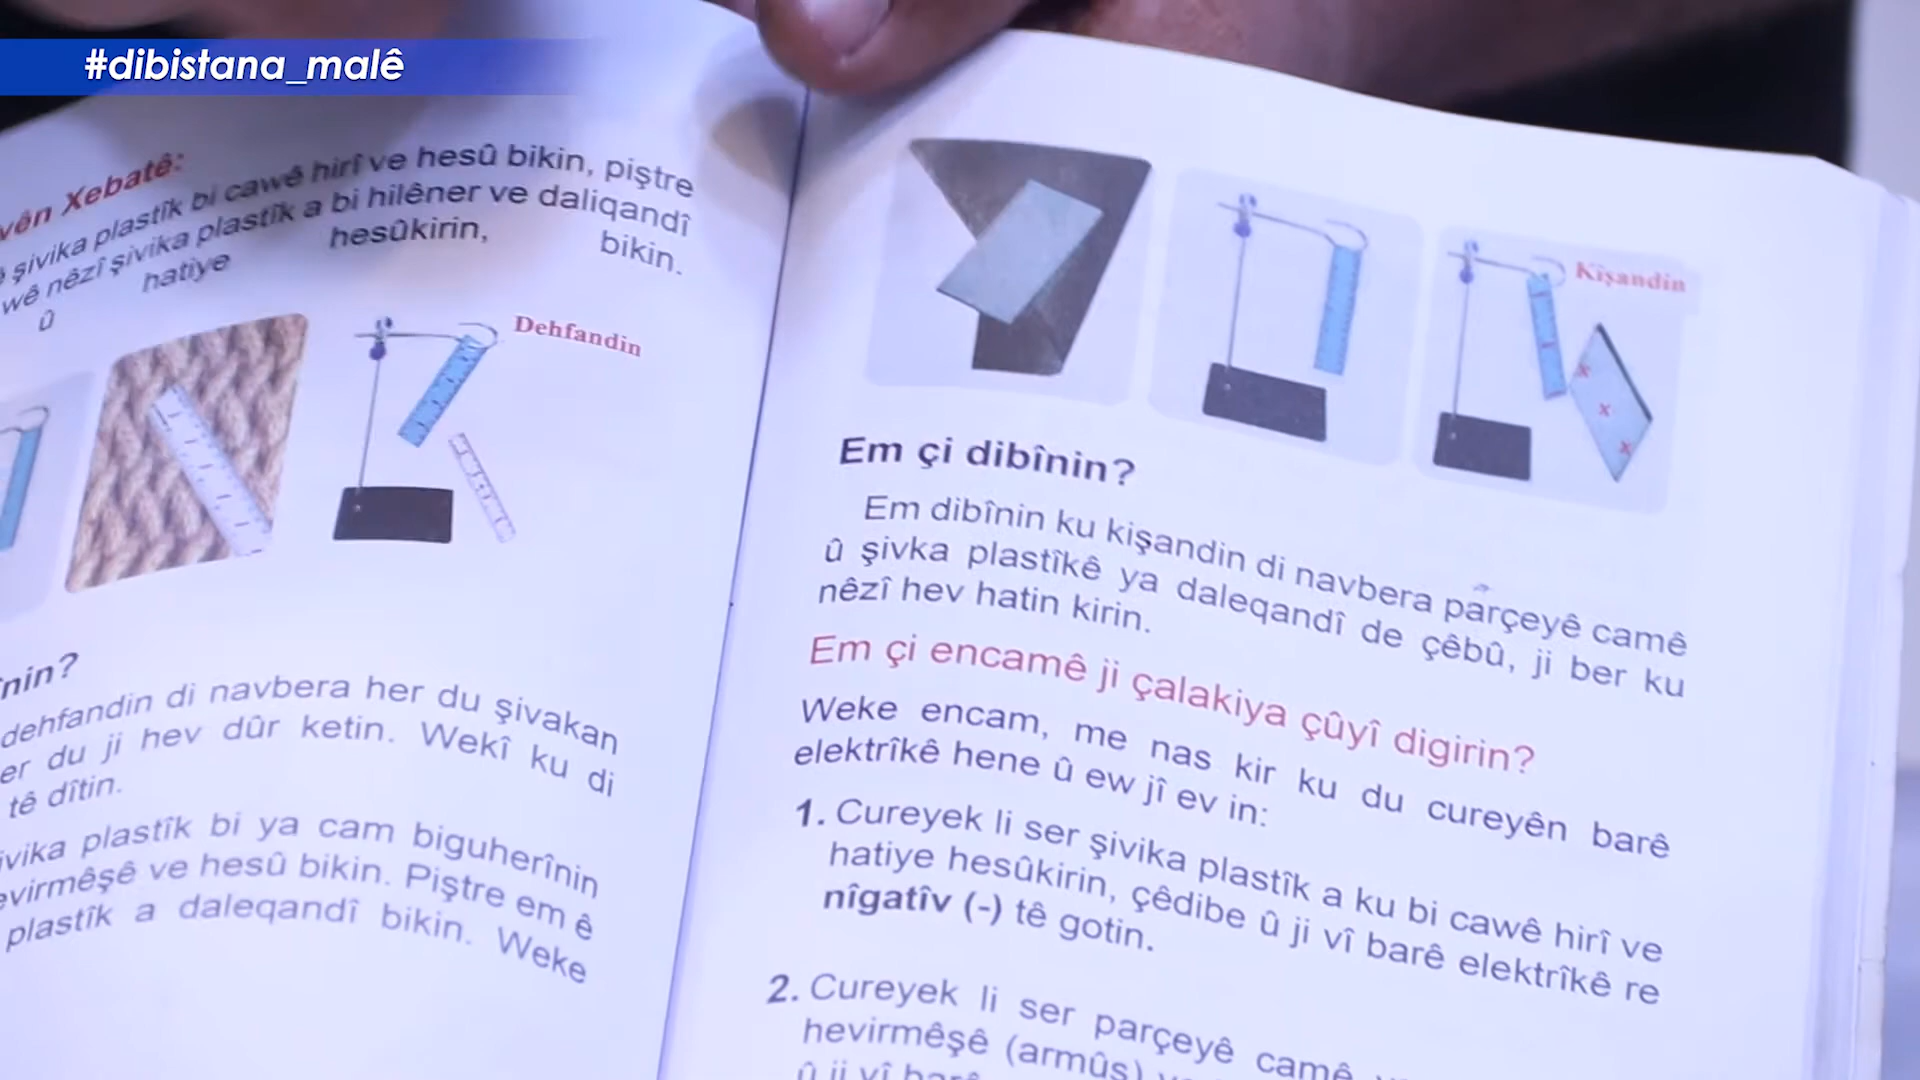 #dibistana_malê
Xebatê:
şivika plastîk bi cawê hirî ve hesû bikin, piştre
wê nêzî şivika plastîk a bi hilêner ve daliqandî
û hatiye hesûkirin, bikin.
Dehfandin
dehfandin di navbera her du şivakan
du ji hev dûr ketin. Wekî ku di
tê dîtin.
plastîk bi ya cam biguherînin
ve hesû bikin. Piştre em ê
plastîk a daleqandî bikin. Weke
Kişandin
Em çi dibînin?
Em dibînin ku kişandin di navbera parçeyê camê
û şivka plastîkê ya daleqandî de çêbû, ji ber ku
nêzî hev hatin kirin.
Em çi encamê ji çalakiya çûyî digirin?
Weke encam, me nas kir ku du cureyên barê
elektrîkê hene û ew jî ev in:
1. Cureyek li ser şivika plastîk a ku bi cawê hirî ve
hatiye hesûkirin, çêdibe û ji vî barê elektrîkê re
nîgatîv (-) tê gotin.
2. Cureyek li ser parçeyê camê
hevirmêşê (armûş)
û ji vî barê